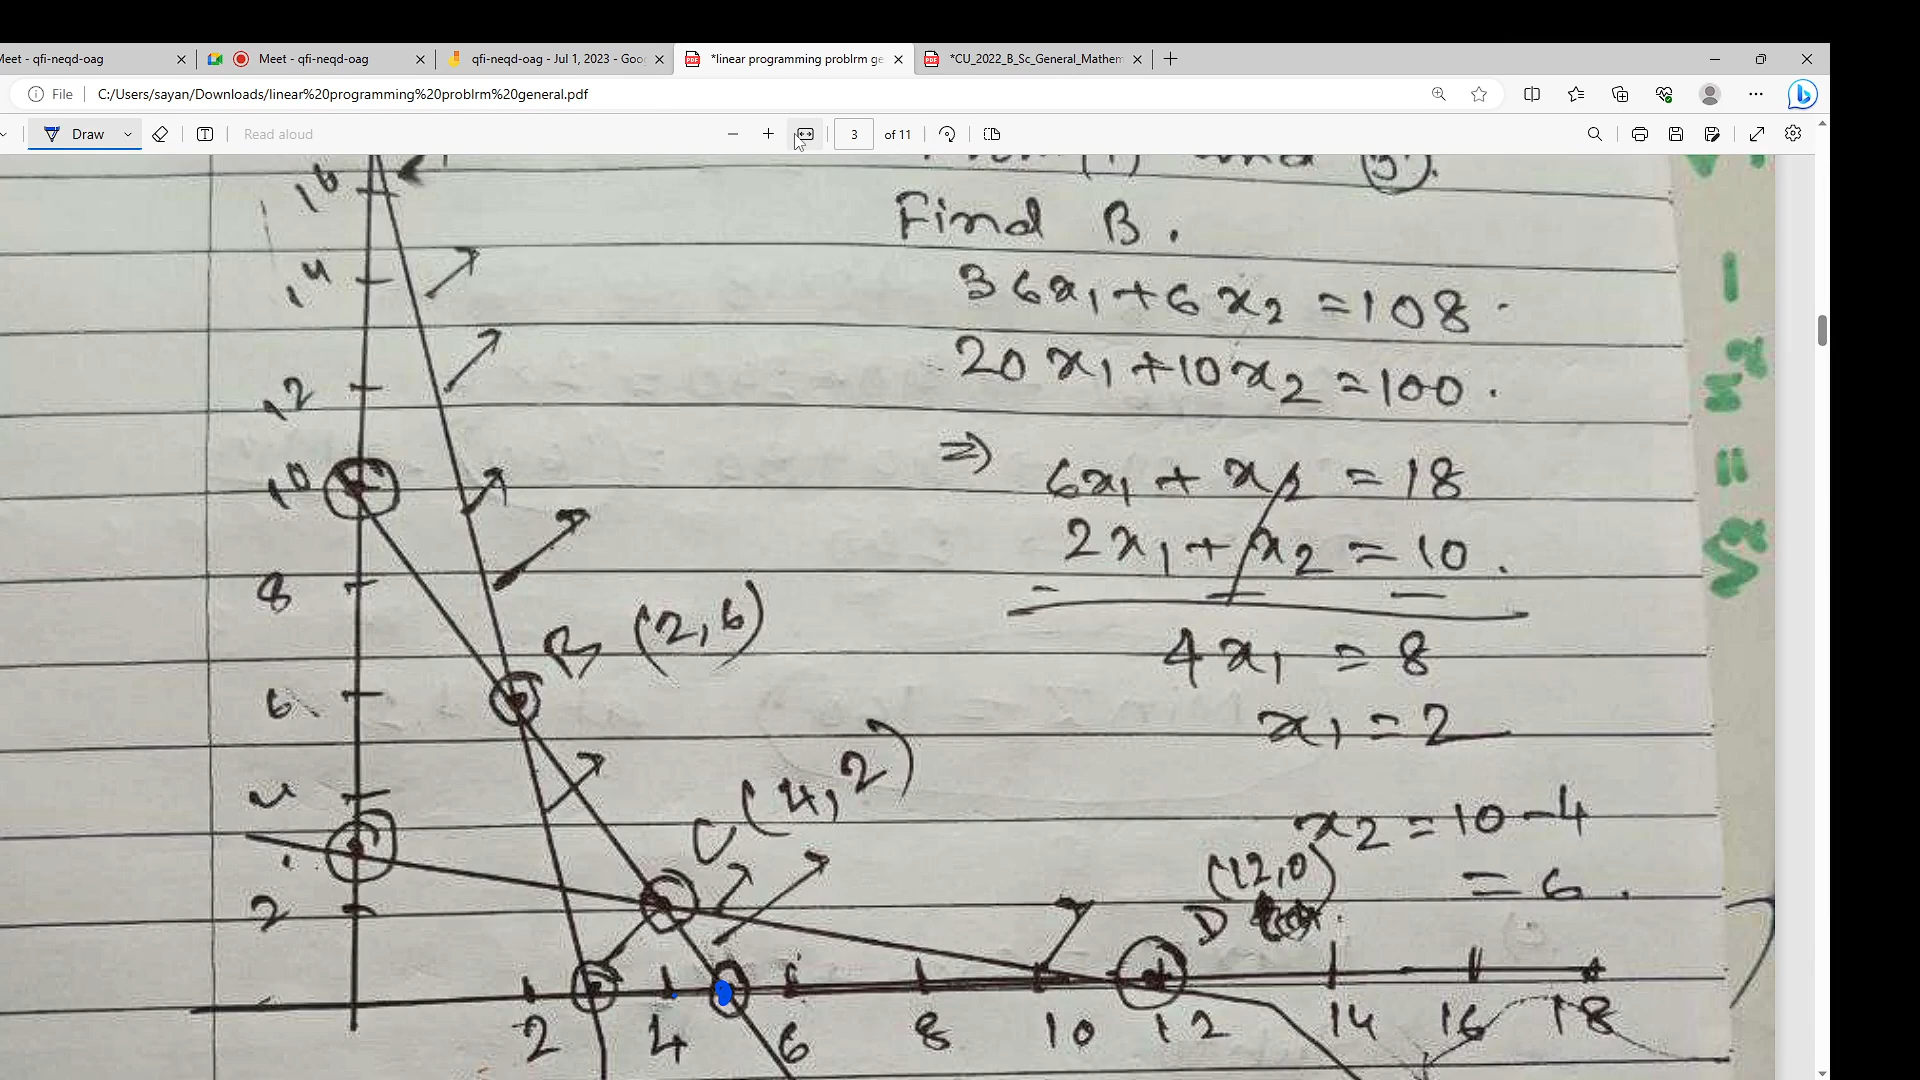 Meet - qfi-neqd-oag
Meet - qfi-neqd-oag
qfi-neqd-oag - Jul 1, 2023 - Goo
*linear programming problrm ge
*CU_2022_B_Sc_General_Mathem
File
C:/Users/sayan/Downloads/linear%20programming%20problrm%20general.pdf
Draw
Read aloud
3 of 11
Find B.
36x₁ + 6x₂ = 108.
20x₁ + 10x₂ = 100.
⇒ 6x₁ + x₂ = 18
2x₁ + x₂ = 10.
4x₁ = 8
x₁ = 2
x₂ = 10 - 4
= 6.
16
14
12
10
8
B (2,6)
6
C (4,2)
(12,0)
D
2
2 4 6 8 10 12 14 16 18